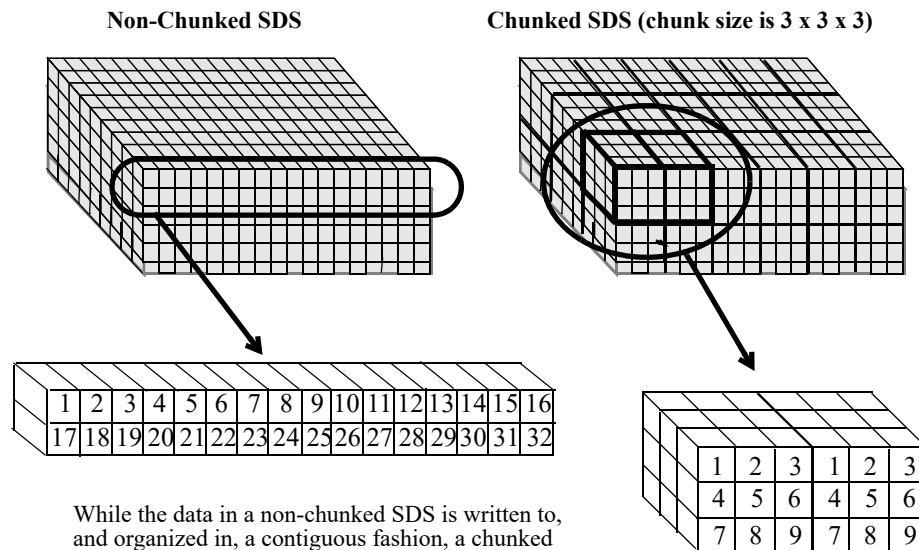 Non-Chunked SDS
Chunked SDS (chunk size is 3 x 3 x 3)
1 2 3 4 5 6 7 8 9 10 11 12 13 14 15 16
17 18 19 20 21 22 23 24 25 26 27 28 29 30 31 32
1 2 3 1 2 3
4 5 6 4 5 6
7 8 9 7 8 9
While the data in a non-chunked SDS is written to,
and organized in, a contiguous fashion, a chunked